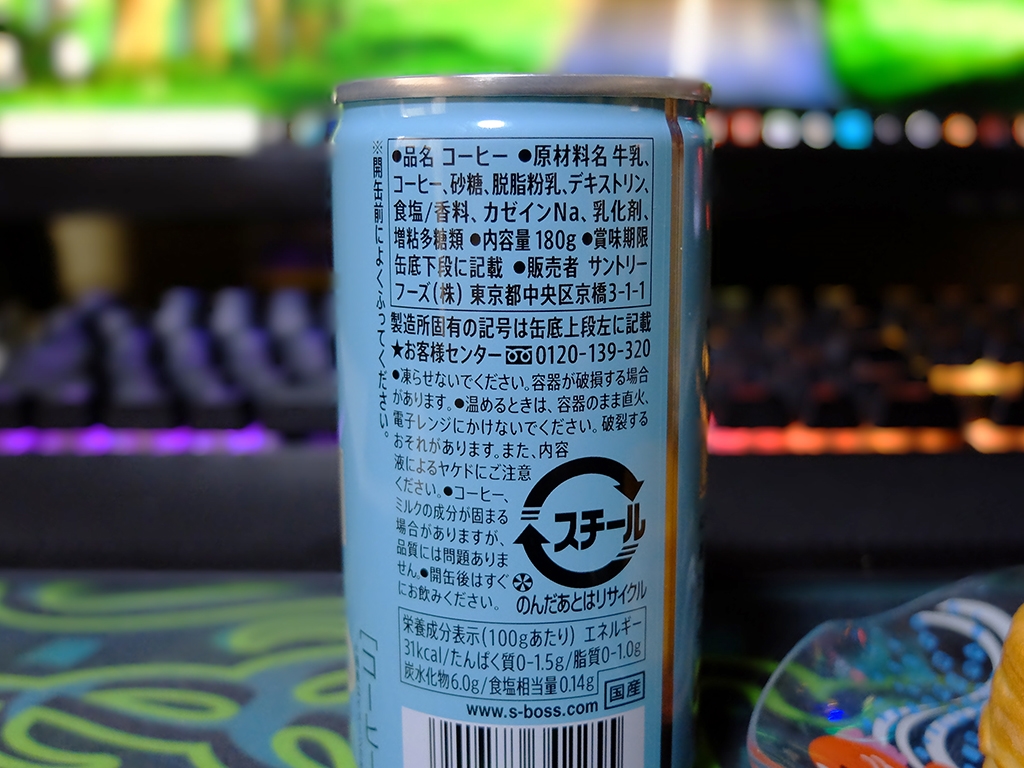 ※開缶前によくふってください。
●品名 コーヒー ●原材料名 牛乳、
コーヒー、砂糖、脱脂粉乳、デキストリン、
食塩/香料、カゼインNa、乳化剤、
増粘多糖類 ●内容量 180g ●賞味期限
缶底下段に記載 ●販売者 サントリー
フーズ(株) 東京都中央区京橋3-1-1
製造所固有の記号は缶底上段左に記載
★お客様センター 0120-139-320
●凍らせないでください。容器が破損する場合
があります。●温めるときは、容器のまま直火、
電子レンジにかけないでください。破裂する
おそれがあります。また、内容
液によるヤケドにご注意
ください。●コーヒー、
ミルクの成分が固まる
場合がありますが、
品質には問題ありま
せん。●開缶後はすぐ
にお飲みください。
スチール
のんだあとはリサイクル
栄養成分表示(100gあたり) エネルギー
31kcal/たんぱく質0-1.5g/脂質0-1.0g
炭水化物6.0g/食塩相当量0.14g
国産
www.s-boss.com
[コーヒー